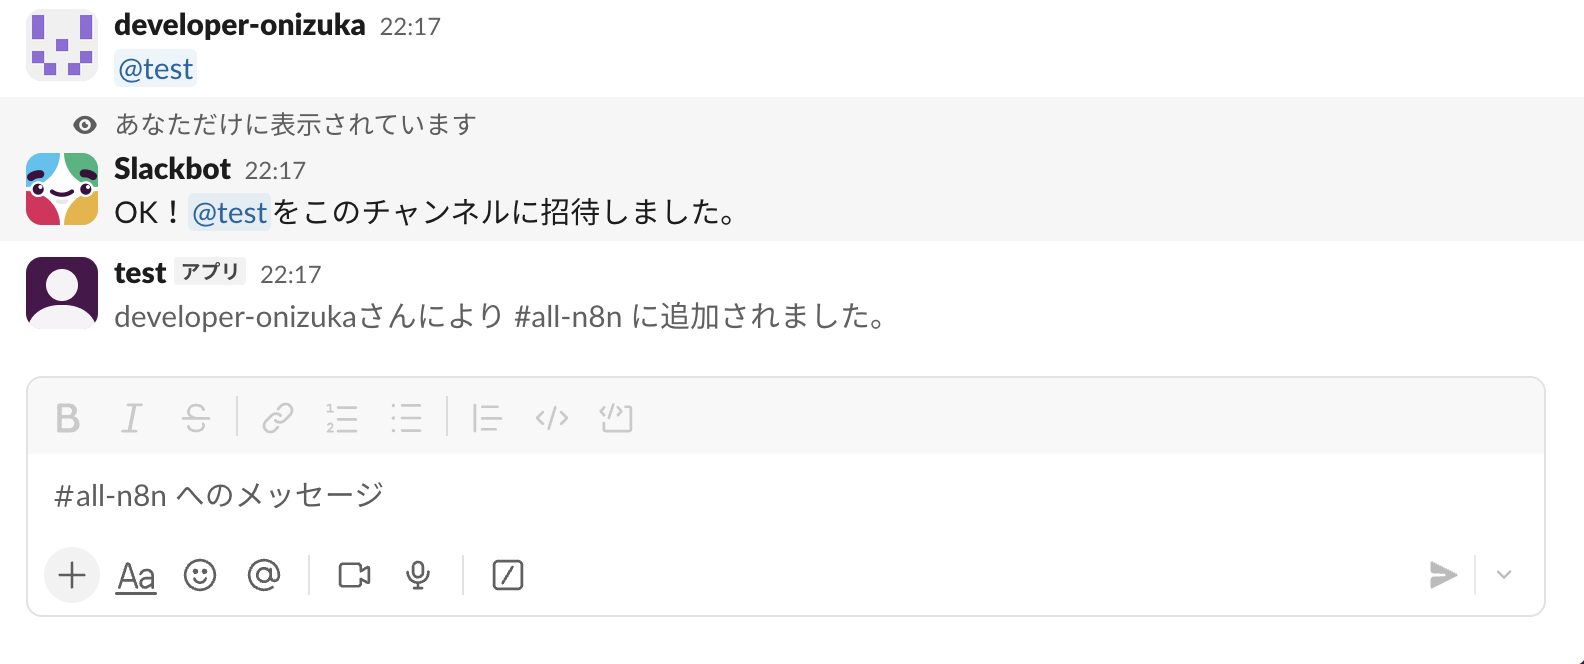 developer-onizuka 22:17
@test
あなただけに表示されています
Slackbot 22:17
OK！@testをこのチャンネルに招待しました。
test アプリ 22:17
developer-onizukaさんにより #all-n8n に追加されました。
#all-n8n へのメッセージ
Aa